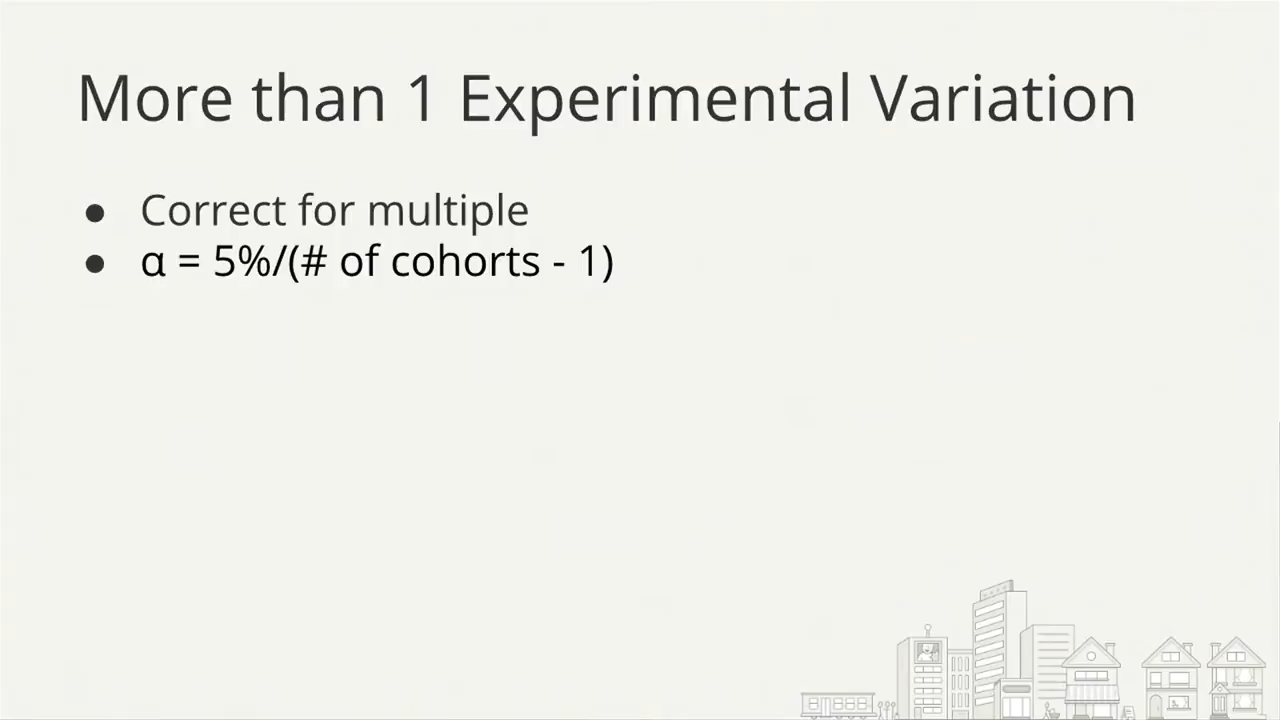 More than 1 Experimental Variation
● Correct for multiple
● α = 5%/(# of cohorts - 1)